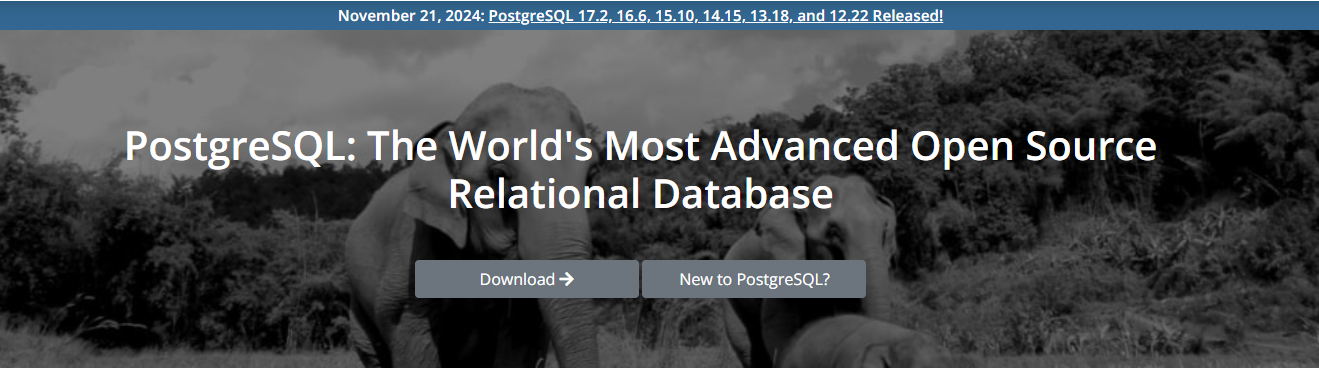 November 21, 2024: PostgreSQL 17.2, 16.6, 15.10, 14.15, 13.18, and 12.22 Released!
PostgreSQL: The World's Most Advanced Open Source
Relational Database
Download →
New to PostgreSQL?